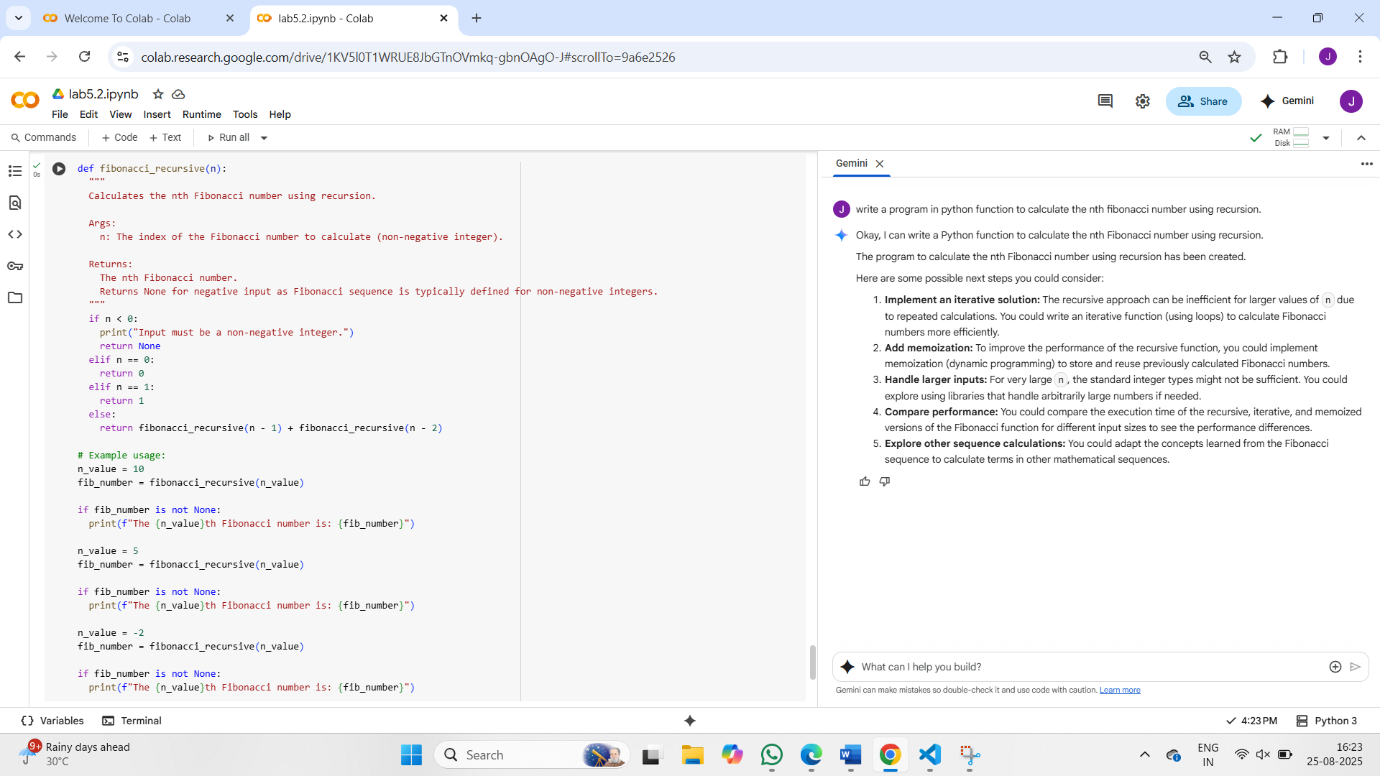 Welcome To Colab - Colab
lab5.2.ipynb - Colab
colab.research.google.com/drive/1KV5l0T1WRUE8JbGTnOVmkq-gbnOAgO-J#scrollTo=9a6e2526
J
lab5.2.ipynb
File Edit View Insert Runtime Tools Help
Share
Gemini
J
Commands + Code + Text Run all
RAM
Disk
0s
def fibonacci_recursive(n):
"""
Calculates the nth Fibonacci number using recursion.
Args:
n: The index of the Fibonacci number to calculate (non-negative integer).
Returns:
The nth Fibonacci number.
Returns None for negative input as Fibonacci sequence is typically defined for non-negative integers.
"""
if n < 0:
print("Input must be a non-negative integer.")
return None
elif n == 0:
return 0
elif n == 1:
return 1
else:
return fibonacci_recursive(n - 1) + fibonacci_recursive(n - 2)
# Example usage:
n_value = 10
fib_number = fibonacci_recursive(n_value)
if fib_number is not None:
print(f"The {n_value}th Fibonacci number is: {fib_number}")
n_value = 5
fib_number = fibonacci_recursive(n_value)
if fib_number is not None:
print(f"The {n_value}th Fibonacci number is: {fib_number}")
n_value = -2
fib_number = fibonacci_recursive(n_value)
if fib_number is not None:
print(f"The {n_value}th Fibonacci number is: {fib_number}")
Gemini
J write a program in python function to calculate the nth fibonacci number using recursion.
Okay, I can write a Python function to calculate the nth Fibonacci number using recursion.
The program to calculate the nth Fibonacci number using recursion has been created.
Here are some possible next steps you could consider:
1. Implement an iterative solution: The recursive approach can be inefficient for larger values of n due
to repeated calculations. You could write an iterative function (using loops) to calculate Fibonacci
numbers more efficiently.
2. Add memoization: To improve the performance of the recursive function, you could implement
memoization (dynamic programming) to store and reuse previously calculated Fibonacci numbers.
3. Handle larger inputs: For very large n, the standard integer types might not be sufficient. You could
explore using libraries that handle arbitrarily large numbers if needed.
4. Compare performance: You could compare the execution time of the recursive, iterative, and memoized
versions of the Fibonacci function for different input sizes to see the performance differences.
5. Explore other sequence calculations: You could adapt the concepts learned from the Fibonacci
sequence to calculate terms in other mathematical sequences.
What can I help you build?
Gemini can make mistakes so double-check it and use code with caution. Learn more
Variables Terminal
4:23 PM Python 3
9+
Rainy days ahead
30°C
Search
ENG
IN
16:23
25-08-2025